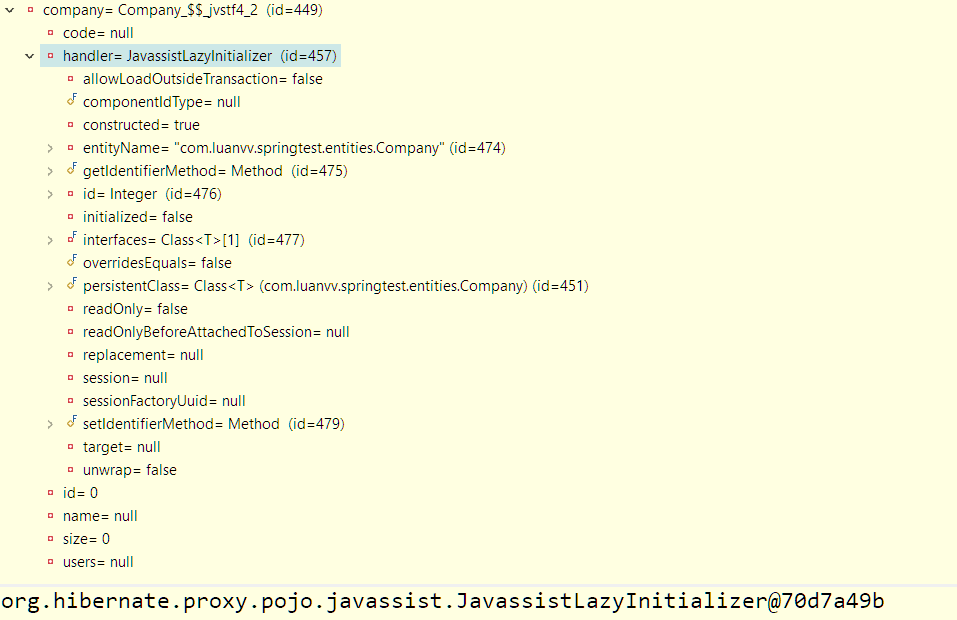 company= Company_$$_jvstf4_2 (id=449)
code= null
handler= JavassistLazyInitializer (id=457)
allowLoadOutsideTransaction= false
componentIdType= null
constructed= true
entityName= "com.luanvv.springtest.entities.Company" (id=474)
getIdentifierMethod= Method (id=475)
id= Integer (id=476)
initialized= false
interfaces= Class<T>[1] (id=477)
overridesEquals= false
persistentClass= Class<T> (com.luanvv.springtest.entities.Company) (id=451)
readOnly= false
readOnlyBeforeAttachedToSession= null
replacement= null
session= null
sessionFactoryUuid= null
setIdentifierMethod= Method (id=479)
target= null
unwrap= false
id= 0
name= null
size= 0
users= null
org.hibernate.proxy.pojo.javassist.JavassistLazyInitializer@70d7a49b